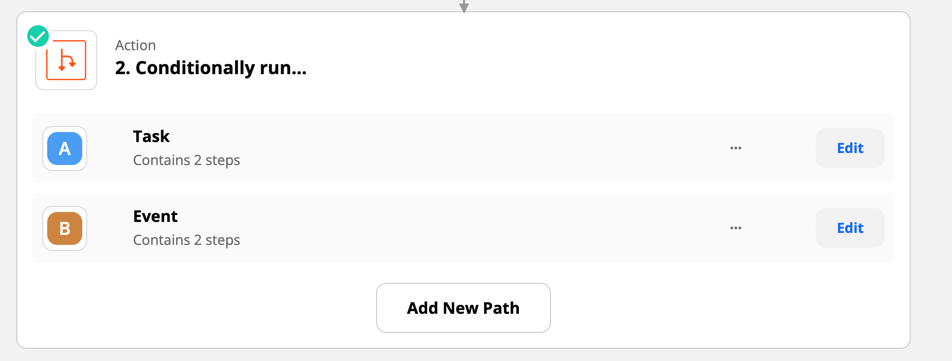 Action
2. Conditionally run...
A
Task
Contains 2 steps
...
Edit
B
Event
Contains 2 steps
...
Edit
Add New Path